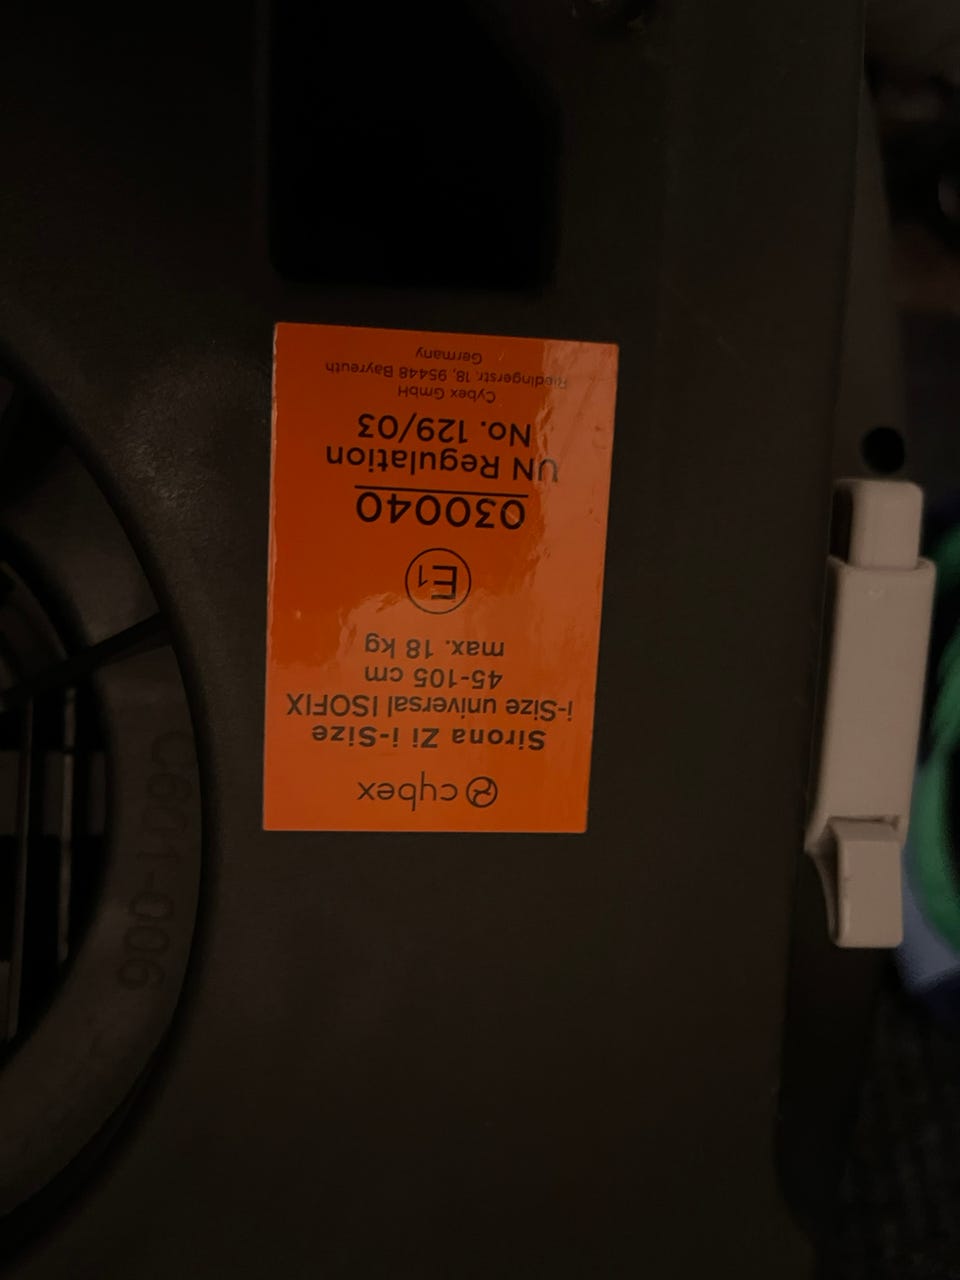 cybex
Sirona Zi i-Size
i-Size universal ISOFIX
45-105 cm
max. 18 kg
E1
030040
UN Regulation
No. 129/03
Cybex GmbH
Riedingerstr. 18, 95448 Bayreuth
Germany